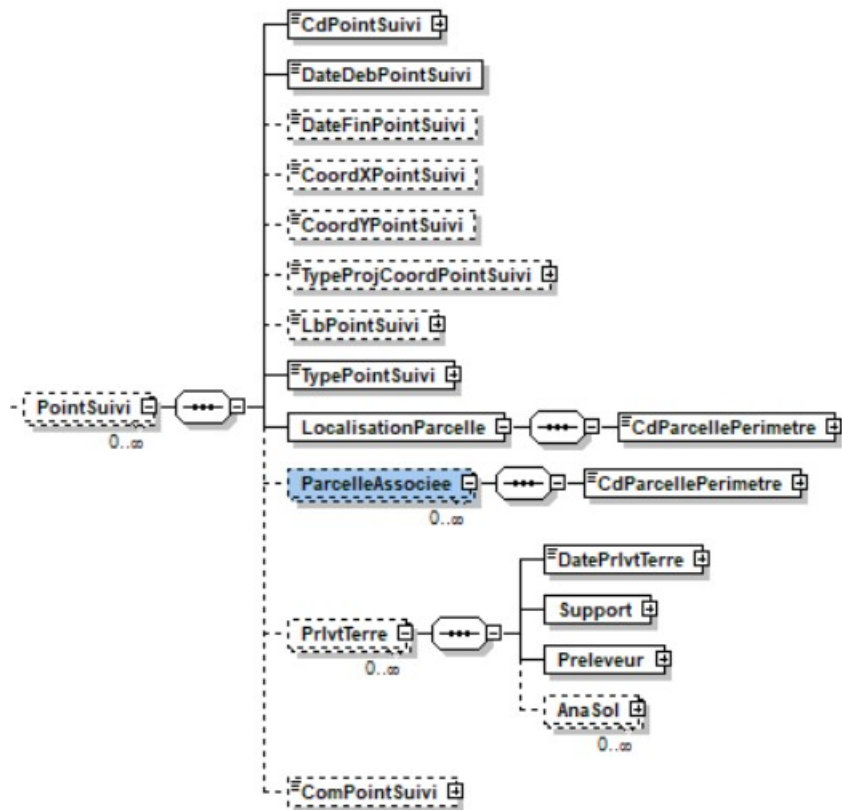 CdPointSuivi
DateDebPointSuivi
DateFinPointSuivi
CoordXPointSuivi
CoordYPointSuivi
TypeProjCoordPointSuivi
LbPointSuivi
TypePointSuivi
PointSuivi
0..∞
LocalisationParcelle
CdParcellePerimetre
ParcelleAssociee
CdParcellePerimetre
0..∞
DatePrlvtTerre
Support
PrlvtTerre
0..∞
Preleveur
AnaSol
0..∞
ComPointSuivi